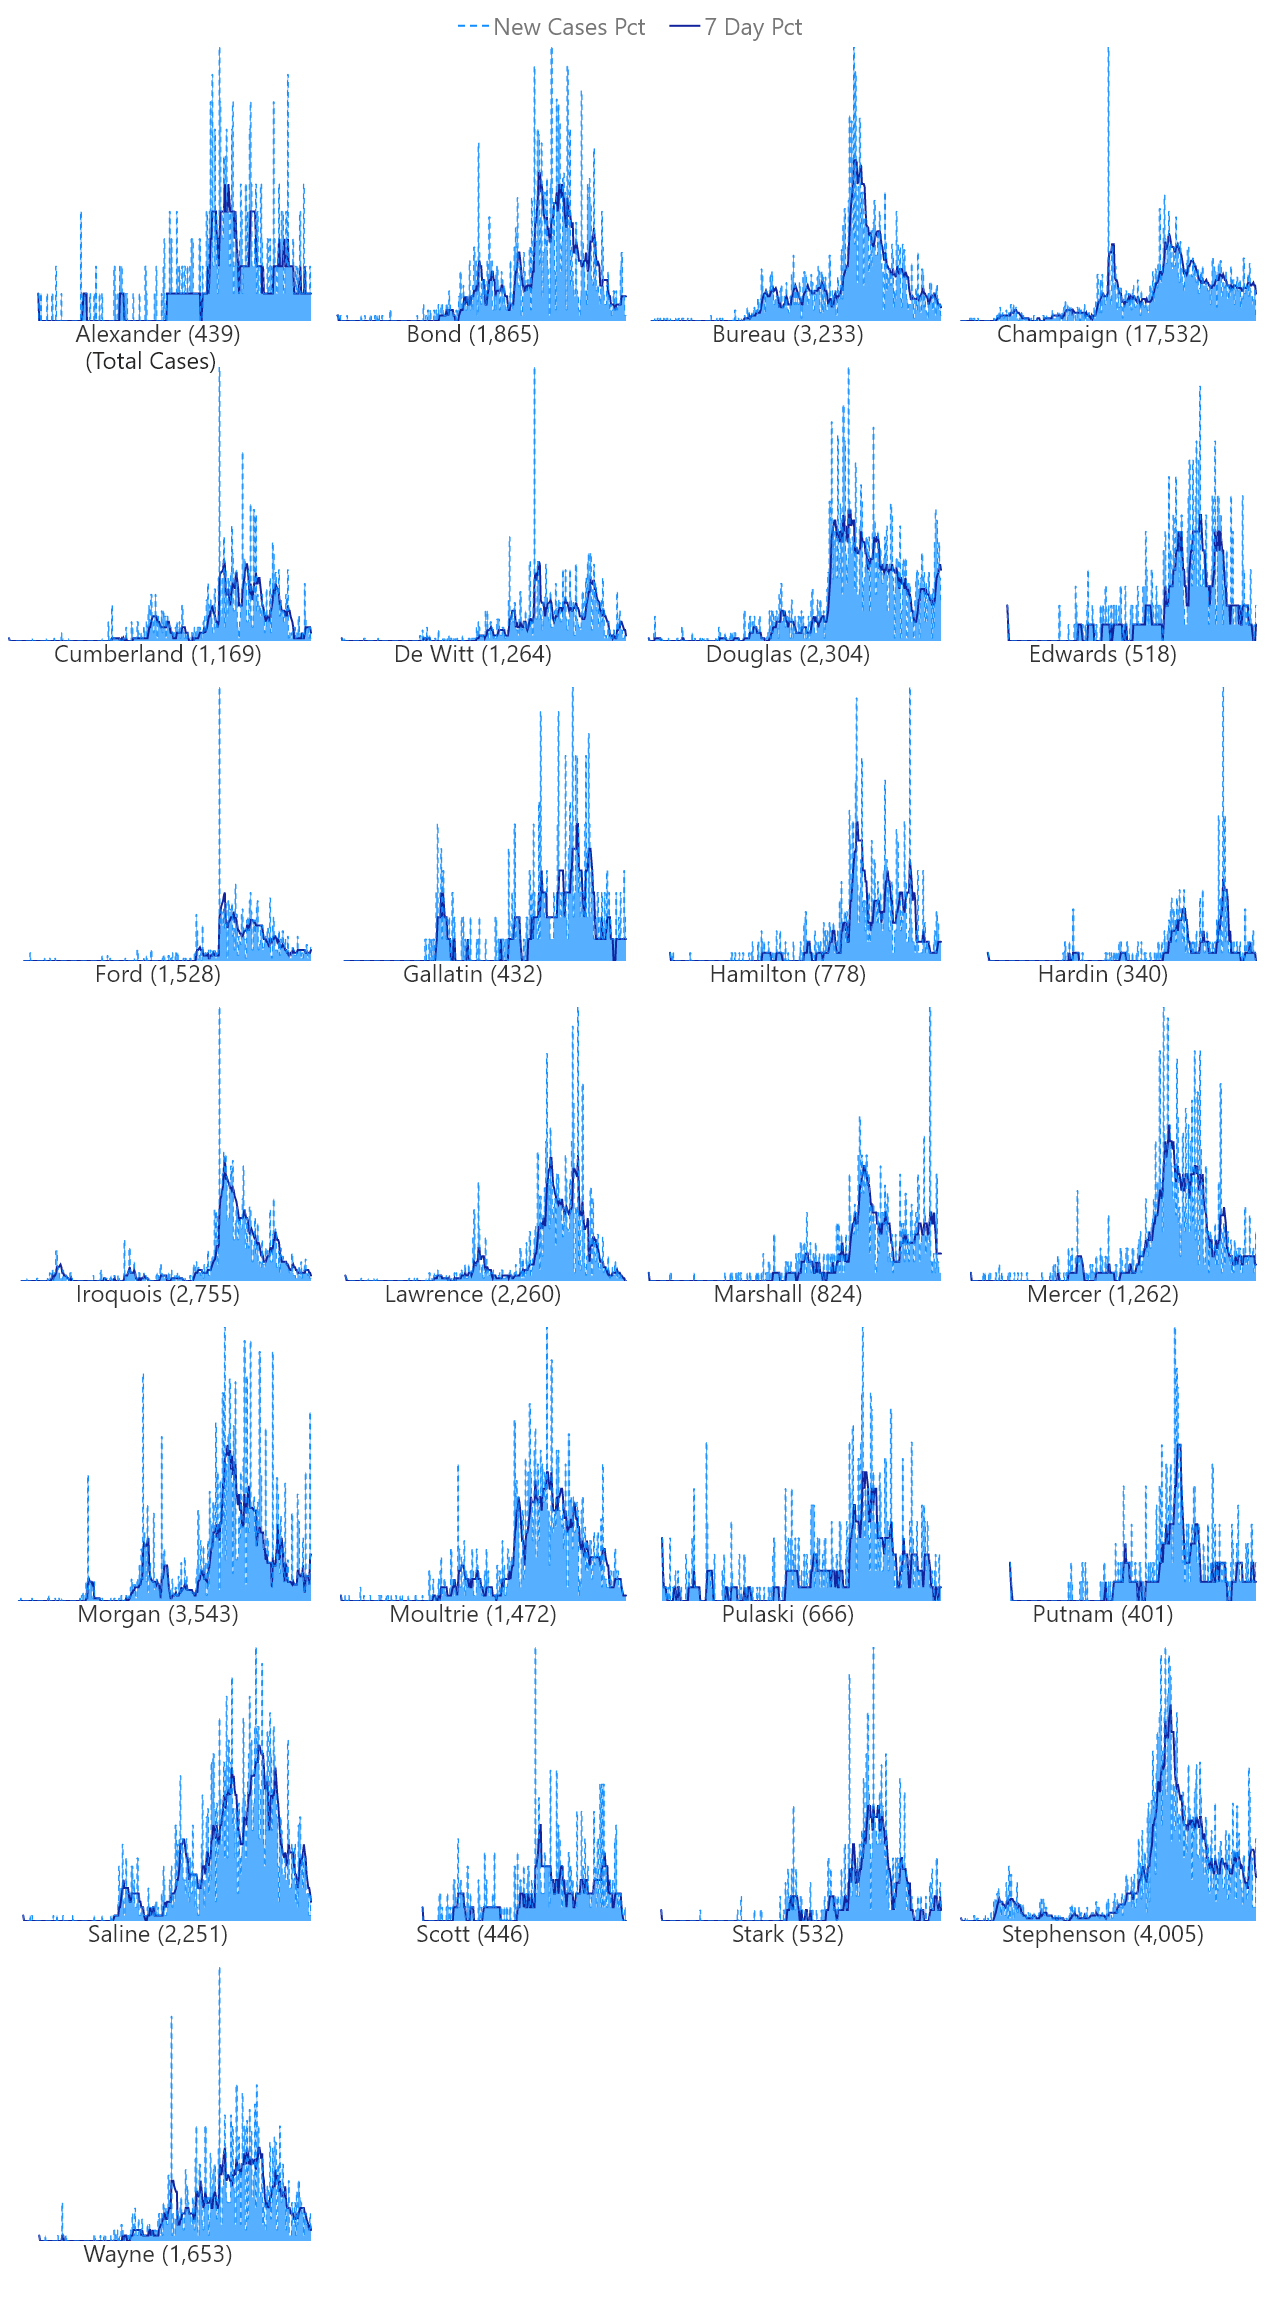 New Cases Pct 7 Day Pct
Alexander (439) Bond (1,865) Bureau (3,233) Champaign (17,532)
(Total Cases)
Cumberland (1,169) De Witt (1,264) Douglas (2,304) Edwards (518)
Ford (1,528) Gallatin (432) Hamilton (778) Hardin (340)
Iroquois (2,755) Lawrence (2,260) Marshall (824) Mercer (1,262)
Morgan (3,543) Moultrie (1,472) Pulaski (666) Putnam (401)
Saline (2,251) Scott (446) Stark (532) Stephenson (4,005)
Wayne (1,653)